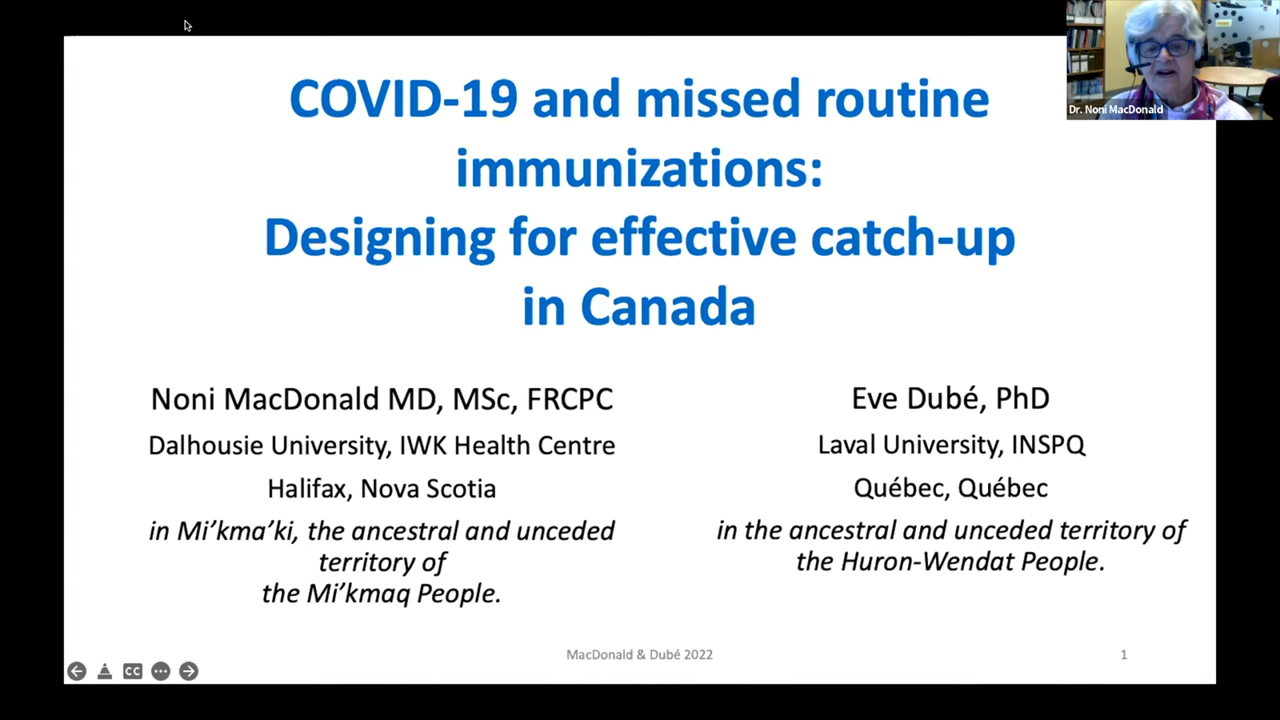 COVID-19 and missed routine
immunizations:
Designing for effective catch-up
in Canada
Dr. Noni MacDonald
Noni MacDonald MD, MSc, FRCPC
Dalhousie University, IWK Health Centre
Halifax, Nova Scotia
in Mi’kma’ki, the ancestral and unceded
territory of
the Mi’kmaq People.
Eve Dubé, PhD
Laval University, INSPQ
Québec, Québec
in the ancestral and unceded territory of
the Huron-Wendat People.
CC
MacDonald & Dubé 2022
1